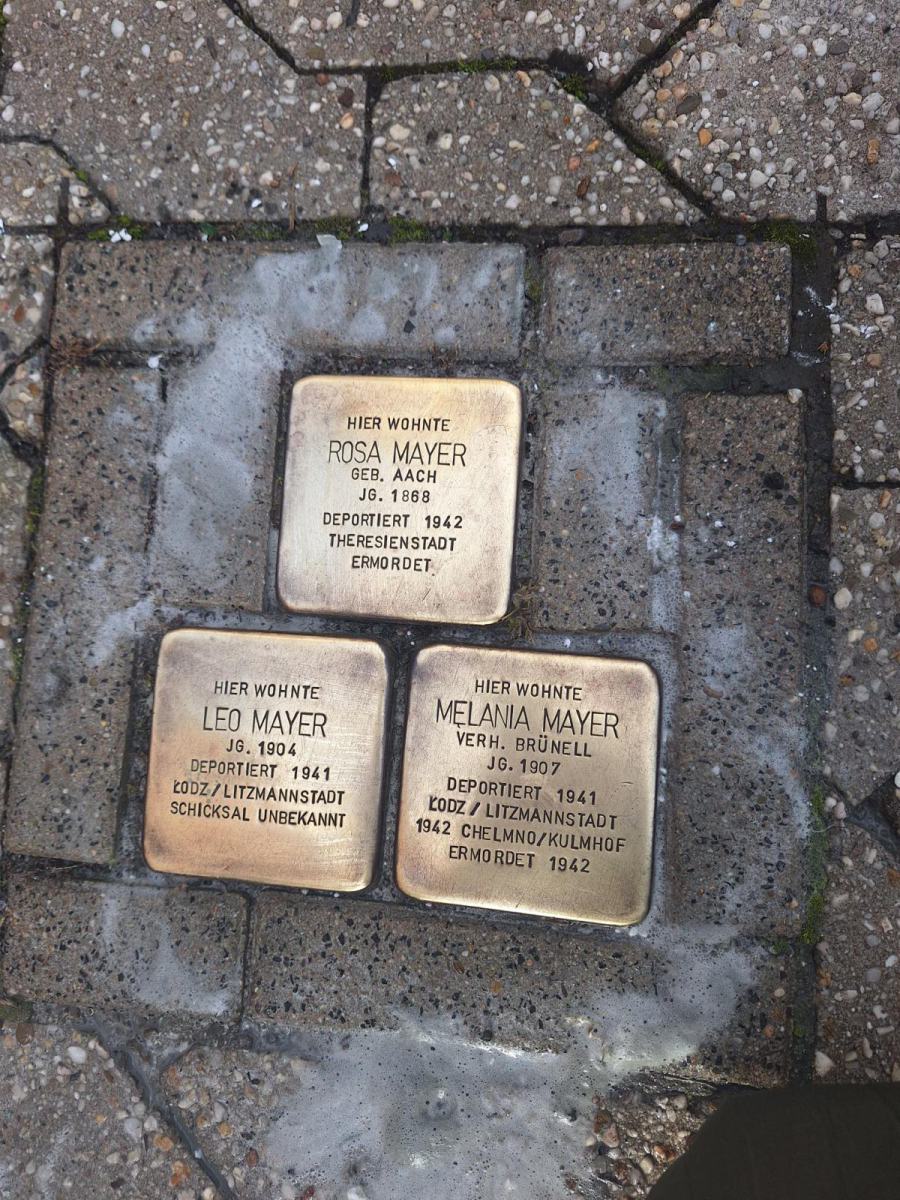 HIER WOHNTE
ROSA MAYER
GEB. AACH
JG. 1868
DEPORTIERT 1942
THERESIENSTADT
ERMORDET
HIER WOHNTE
LEO MAYER
JG. 1904
DEPORTIERT 1941
ŁODZ/LITZMANNSTADT
SCHICKSAL UNBEKANNT
HIER WOHNTE
MELANIA MAYER
VERH. BRÜNELL
JG. 1907
DEPORTIERT 1941
ŁODZ/LITZMANNSTADT
1942 CHELMNO/KULMHOF
ERMORDET 1942